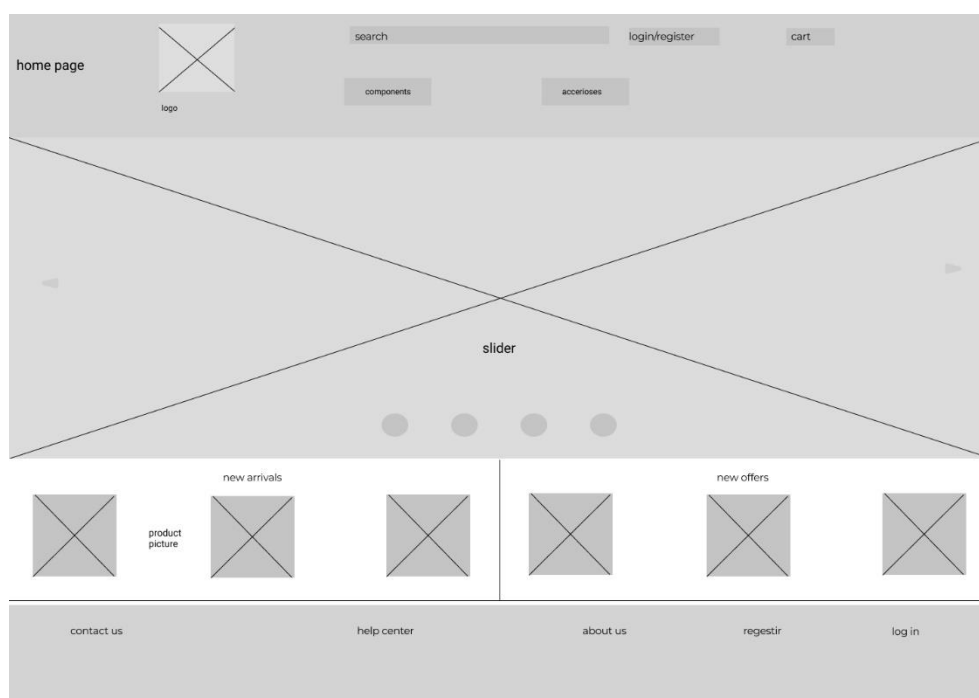 home page
logo
search
login/register
cart
components
accerioses
slider
new arrivals
new offers
product
picture
contact us
help center
about us
regestir
log in